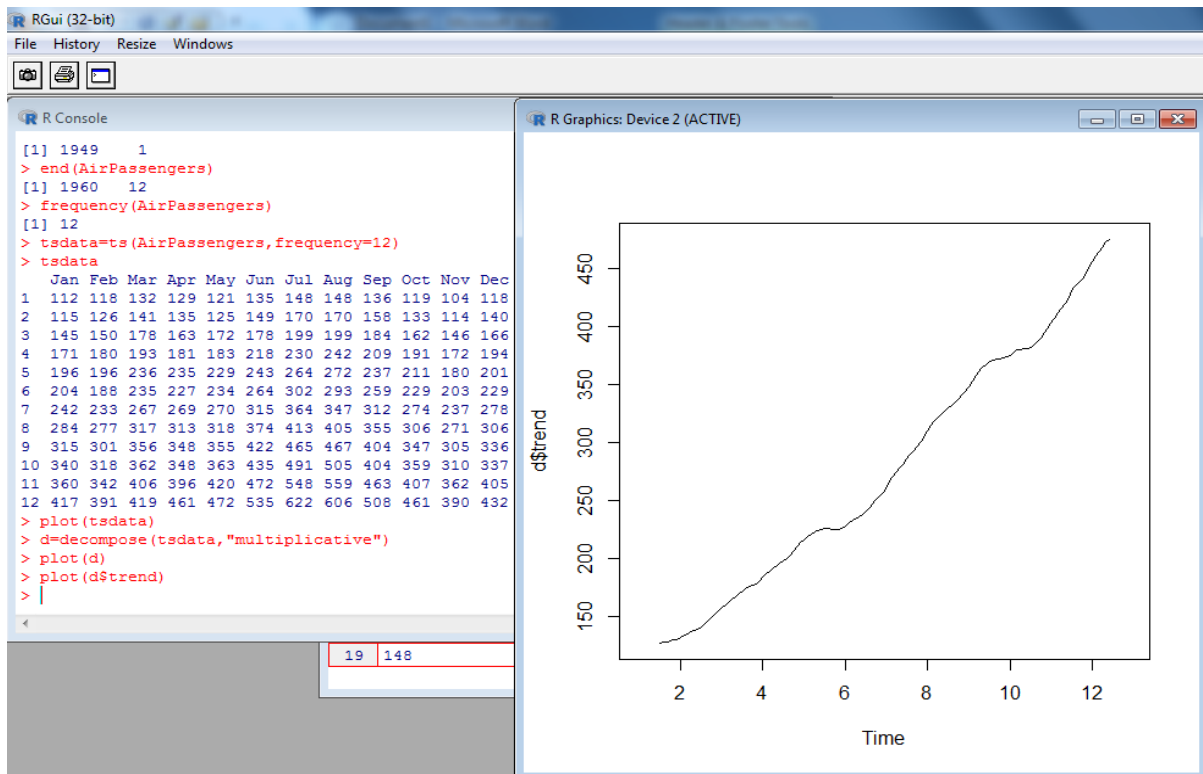 RGui (32-bit)
File History Resize Windows
R Console
[1] 1949    1
> end(AirPassengers)
[1] 1960   12
> frequency(AirPassengers)
[1] 12
> tsdata=ts(AirPassengers,frequency=12)
> tsdata
   Jan Feb Mar Apr May Jun Jul Aug Sep Oct Nov Dec
1  112 118 132 129 121 135 148 148 136 119 104 118
2  115 126 141 135 125 149 170 170 158 133 114 140
3  145 150 178 163 172 178 199 199 184 162 146 166
4  171 180 193 181 183 218 230 242 209 191 172 194
5  196 196 236 235 229 243 264 272 237 211 180 201
6  204 188 235 227 234 264 302 293 259 229 203 229
7  242 233 267 269 270 315 364 347 312 274 237 278
8  284 277 317 313 318 374 413 405 355 306 271 306
9  315 301 356 348 355 422 465 467 404 347 305 336
10 340 318 362 348 363 435 491 505 404 359 310 337
11 360 342 406 396 420 472 548 559 463 407 362 405
12 417 391 419 461 472 535 622 606 508 461 390 432
> plot(tsdata)
> d=decompose(tsdata,"multiplicative")
> plot(d)
> plot(d$trend)
>
19 148
R Graphics: Device 2 (ACTIVE)
d$trend
450
400
350
300
250
200
150
2 4 6 8 10 12
Time